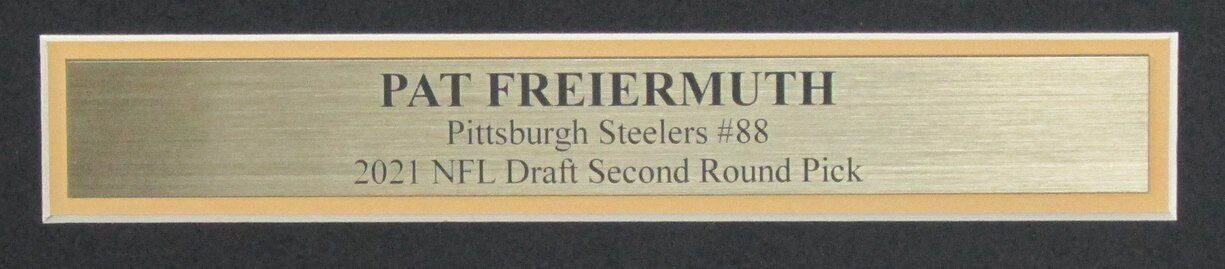 PAT FREIERMUTH
Pittsburgh Steelers #88
2021 NFL Draft Second Round Pick